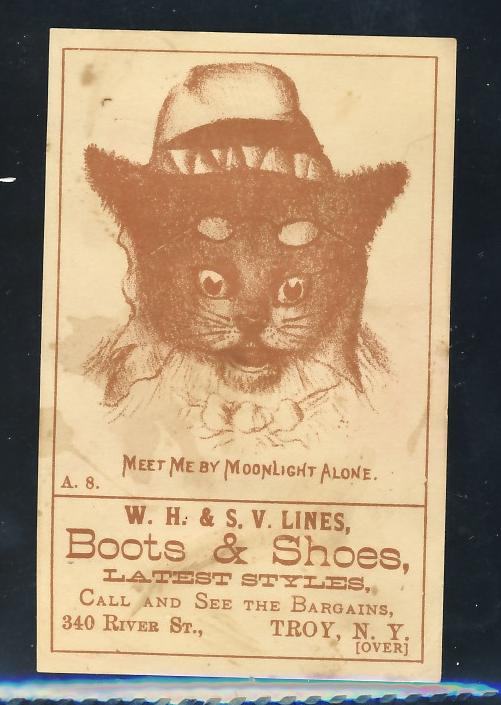 MEET ME BY MOONLIGHT ALONE.
A. 8.
W. H. & S. V. LINES,
Boots & Shoes,
LATEST STYLES,
CALL AND SEE THE BARGAINS,
340 RIVER ST., TROY, N. Y.
[OVER]